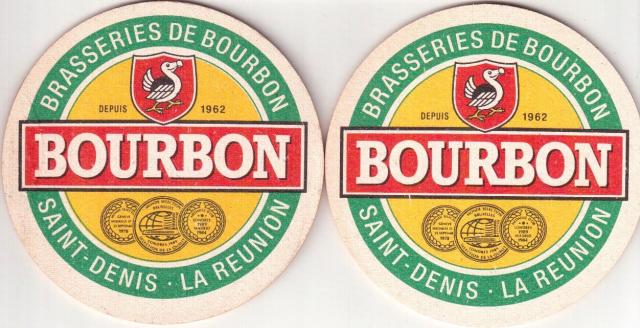 BRASSERIES DE BOURBON
DEPUIS 1962
BOURBON
SAINT-DENIS · LA REUNION
BRASSERIES DE BOURBON
DEPUIS 1962
BOURBON
SAINT-DENIS · LA REUNION